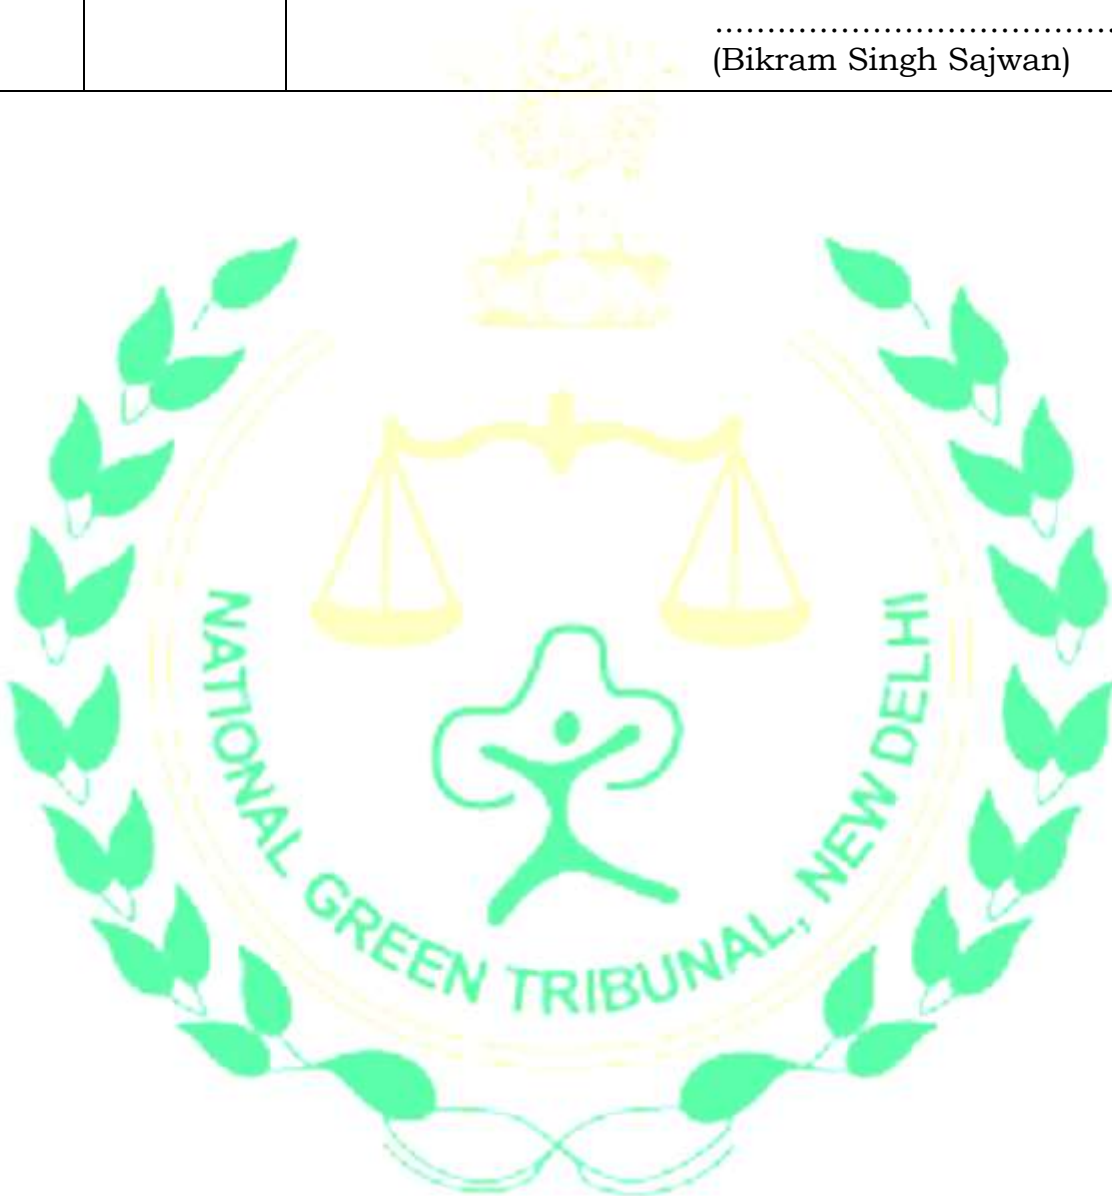 ........................................
(Bikram Singh Sajwan)
NATIONAL GREEN TRIBUNAL, NEW DELHI